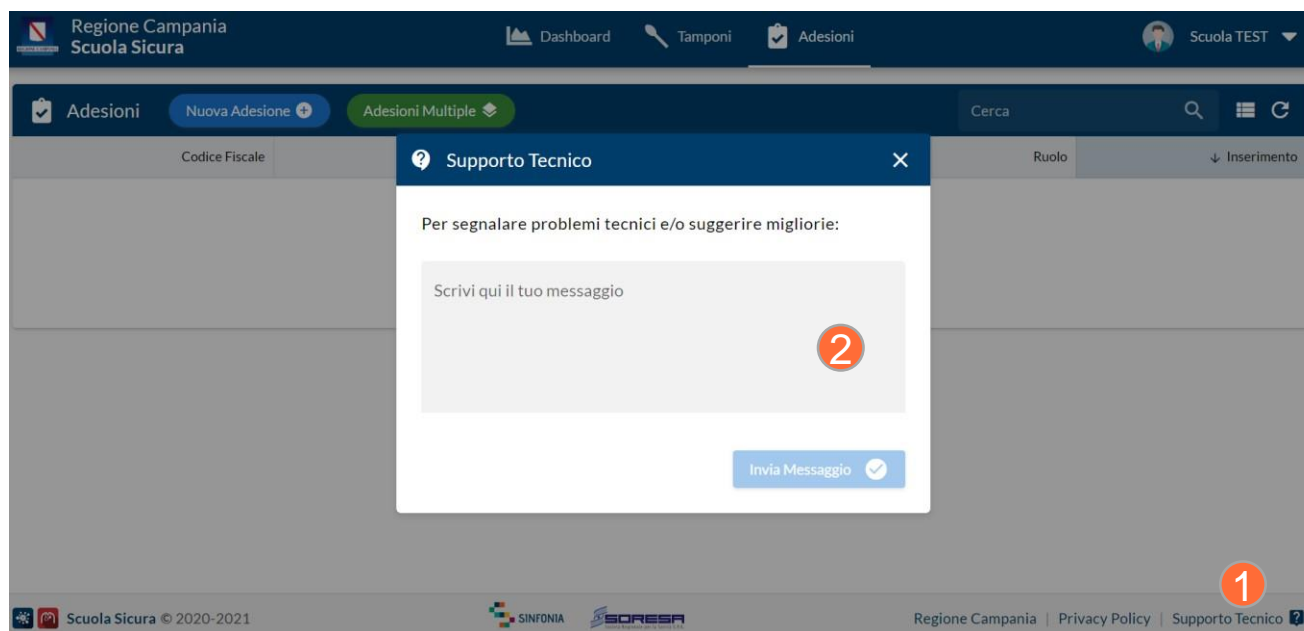 Regione Campania
Scuola Sicura
Dashboard
Tamponi
Adesioni
Scuola TEST
Adesioni
Nuova Adesione
Adesioni Multiple
Cerca
Codice Fiscale
Ruolo
Inserimento
Supporto Tecnico
Per segnalare problemi tecnici e/o suggerire migliorie:
Scrivi qui il tuo messaggio
2
Invia Messaggio
1
Scuola Sicura © 2020-2021
SINFONIA
SORESA
Regione Campania | Privacy Policy | Supporto Tecnico